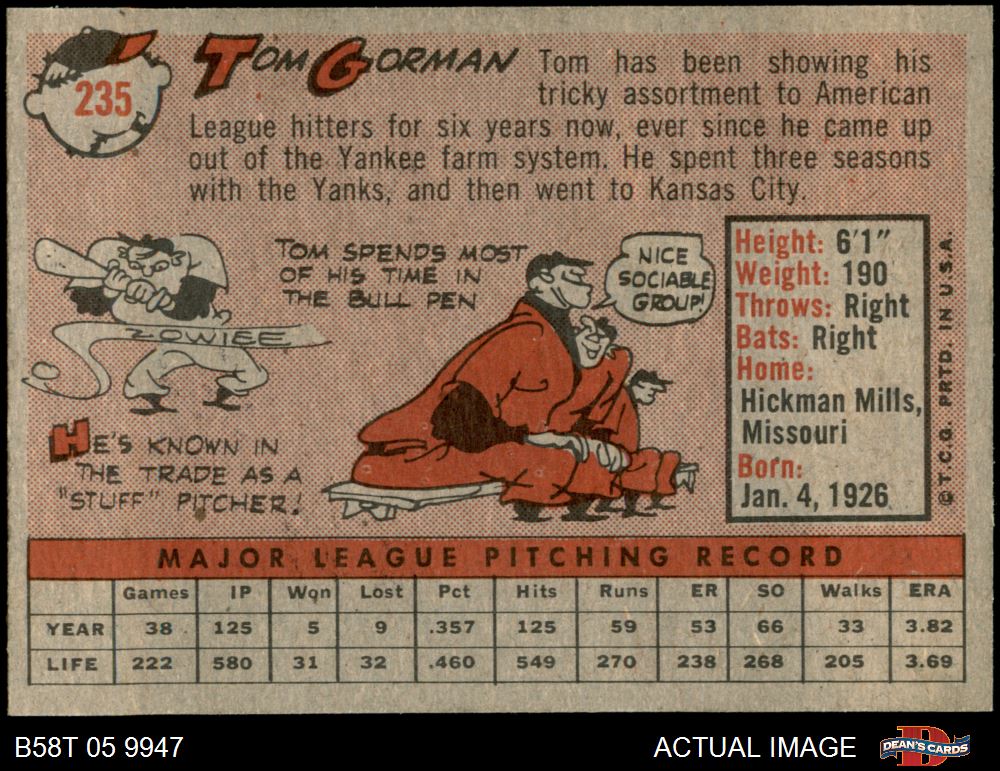 235
TOM GORMAN
Tom has been showing his
tricky assortment to American
League hitters for six years now, ever since he came up
out of the Yankee farm system. He spent three seasons
with the Yanks, and then went to Kansas City.
ZOWIEE
HE'S KNOWN IN
THE TRADE AS A
"STUFF" PITCHER!
TOM SPENDS MOST
OF HIS TIME IN
THE BULL PEN
NICE
SOCIABLE
GROUP!
Height: 6'1"
Weight: 190
Throws: Right
Bats: Right
Home:
Hickman Mills,
Missouri
Born:
Jan. 4, 1926
© T.C.G. PRTD. IN U.S.A.
MAJOR LEAGUE PITCHING RECORD
Games IP Won Lost Pct Hits Runs ER SO Walks ERA
YEAR 38 125 5 9 .357 125 59 53 66 33 3.82
LIFE 222 580 31 32 .460 549 270 238 268 205 3.69
B58T 05 9947
ACTUAL IMAGE
DEAN'S CARDS